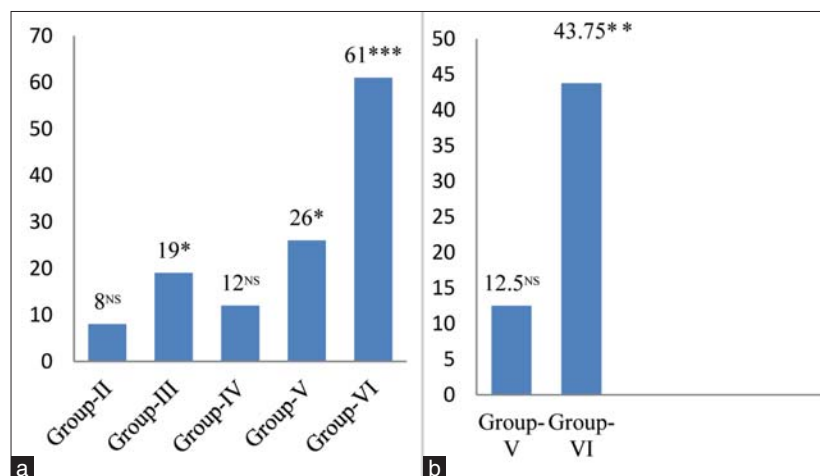 70
60
50
40
30
20
10
0
8NS
19*
12NS
26*
61***
Group-II
Group-III
Group-IV
Group-V
Group-VI
a
50
45
40
35
30
25
20
15
10
5
0
12.5NS
43.75**
Group-
V
Group-
VI
b